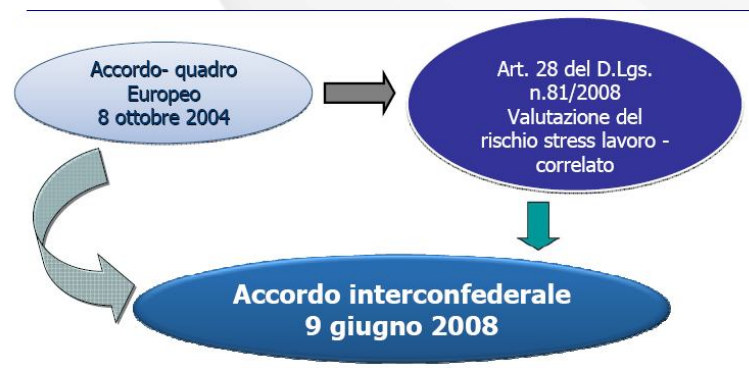 Accordo- quadro
Europeo
8 ottobre 2004
Art. 28 del D.Lgs.
n.81/2008
Valutazione del
rischio stress lavoro -
correlato
Accordo interconfederale
9 giugno 2008